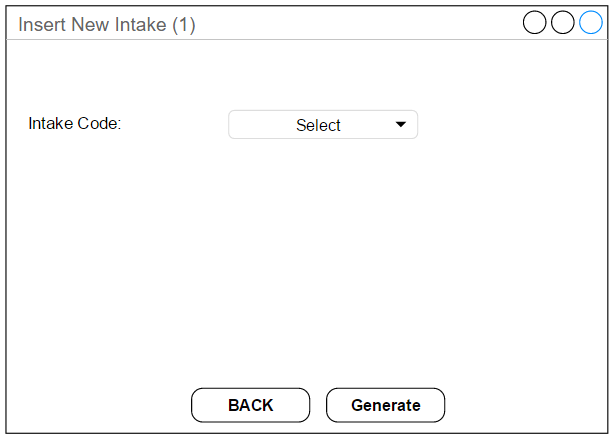 Insert New Intake (1)
Intake Code:
Select
BACK
Generate